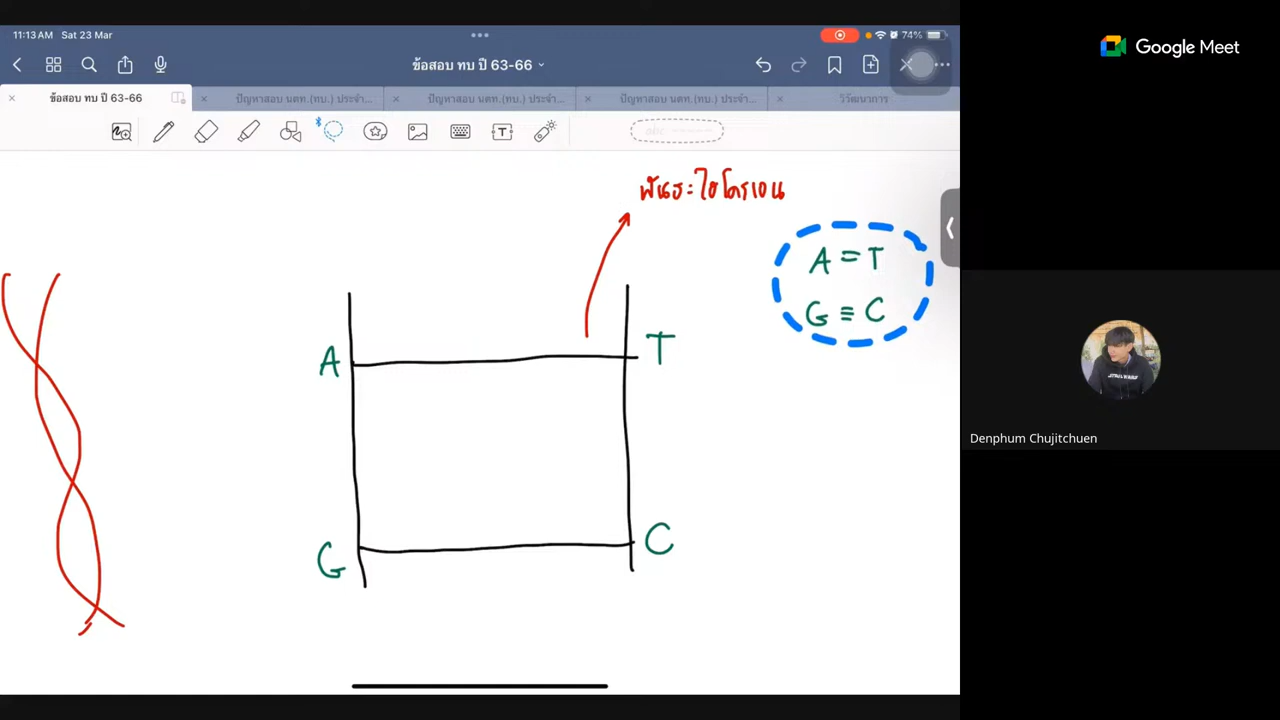 11:13 AM Sat 23 Mar
74%
Google Meet
ข้อสอบ ทบ ปี 63-66
ข้อสอบ ทบ ปี 63-66
ปัญหาสอบ นตท.(ทบ.) ประจำ...
ปัญหาสอบ นตท.(ทบ.) ประจำ...
ปัญหาสอบ นตท.(ทบ.) ประจำ...
วิวัฒนาการ
abc
พันธะไฮโดรเจน
A = T
G ≡ C
A T
G C
Denphum Chujitchuen